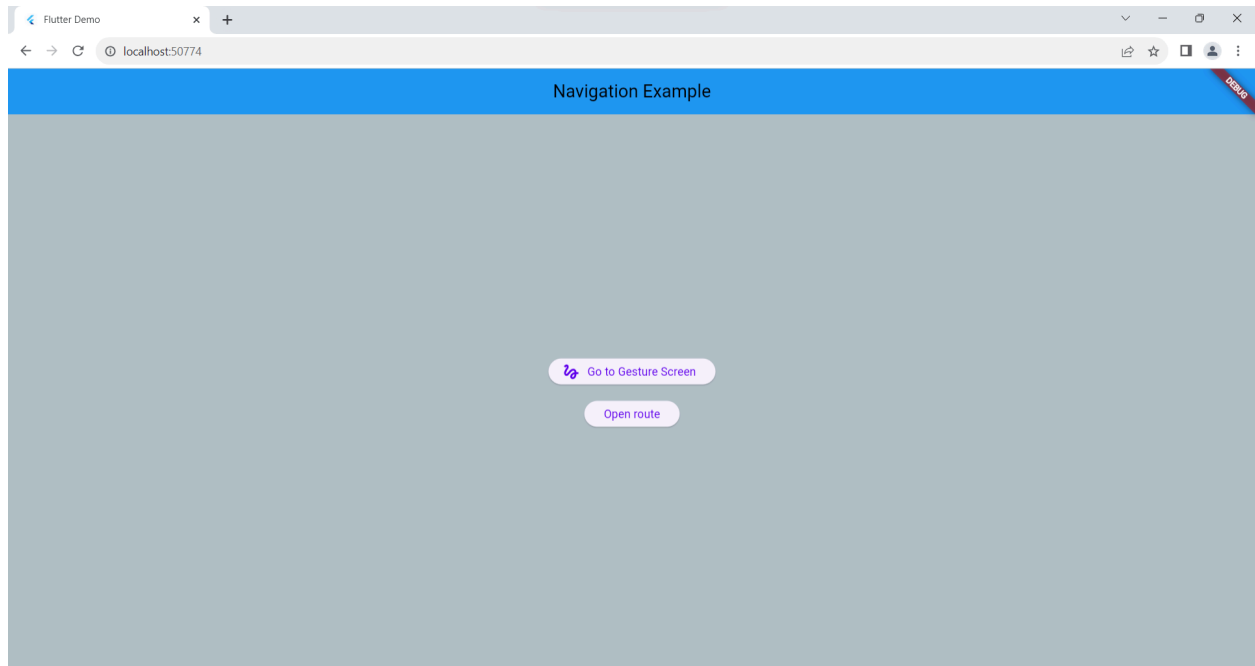 Flutter Demo
localhost:50774
Navigation Example
DEBUG
Go to Gesture Screen
Open route